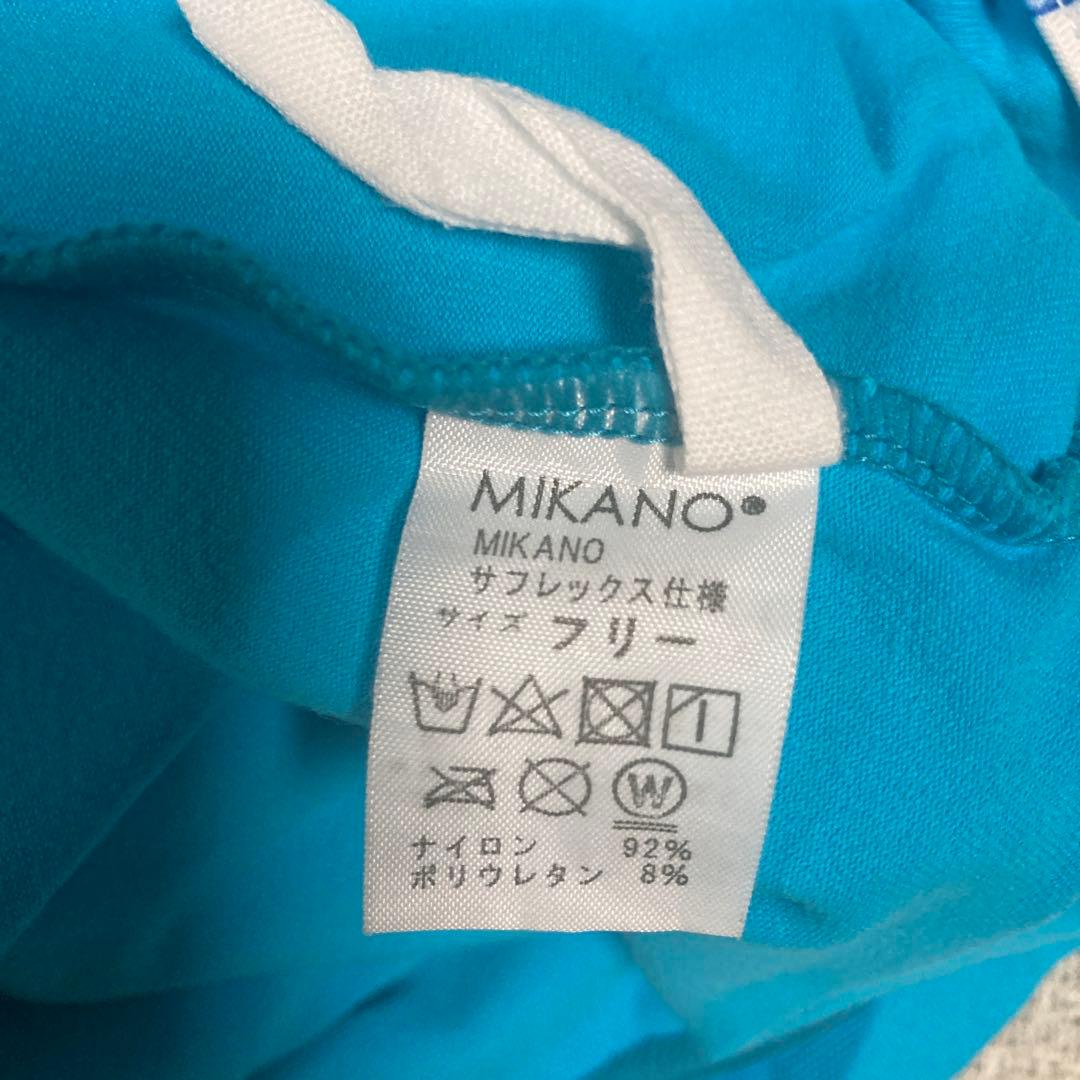 MIKANO®
MIKANO
サフレックス仕様
サイズ フリー
W
ナイロン 92%
ポリウレタン 8%